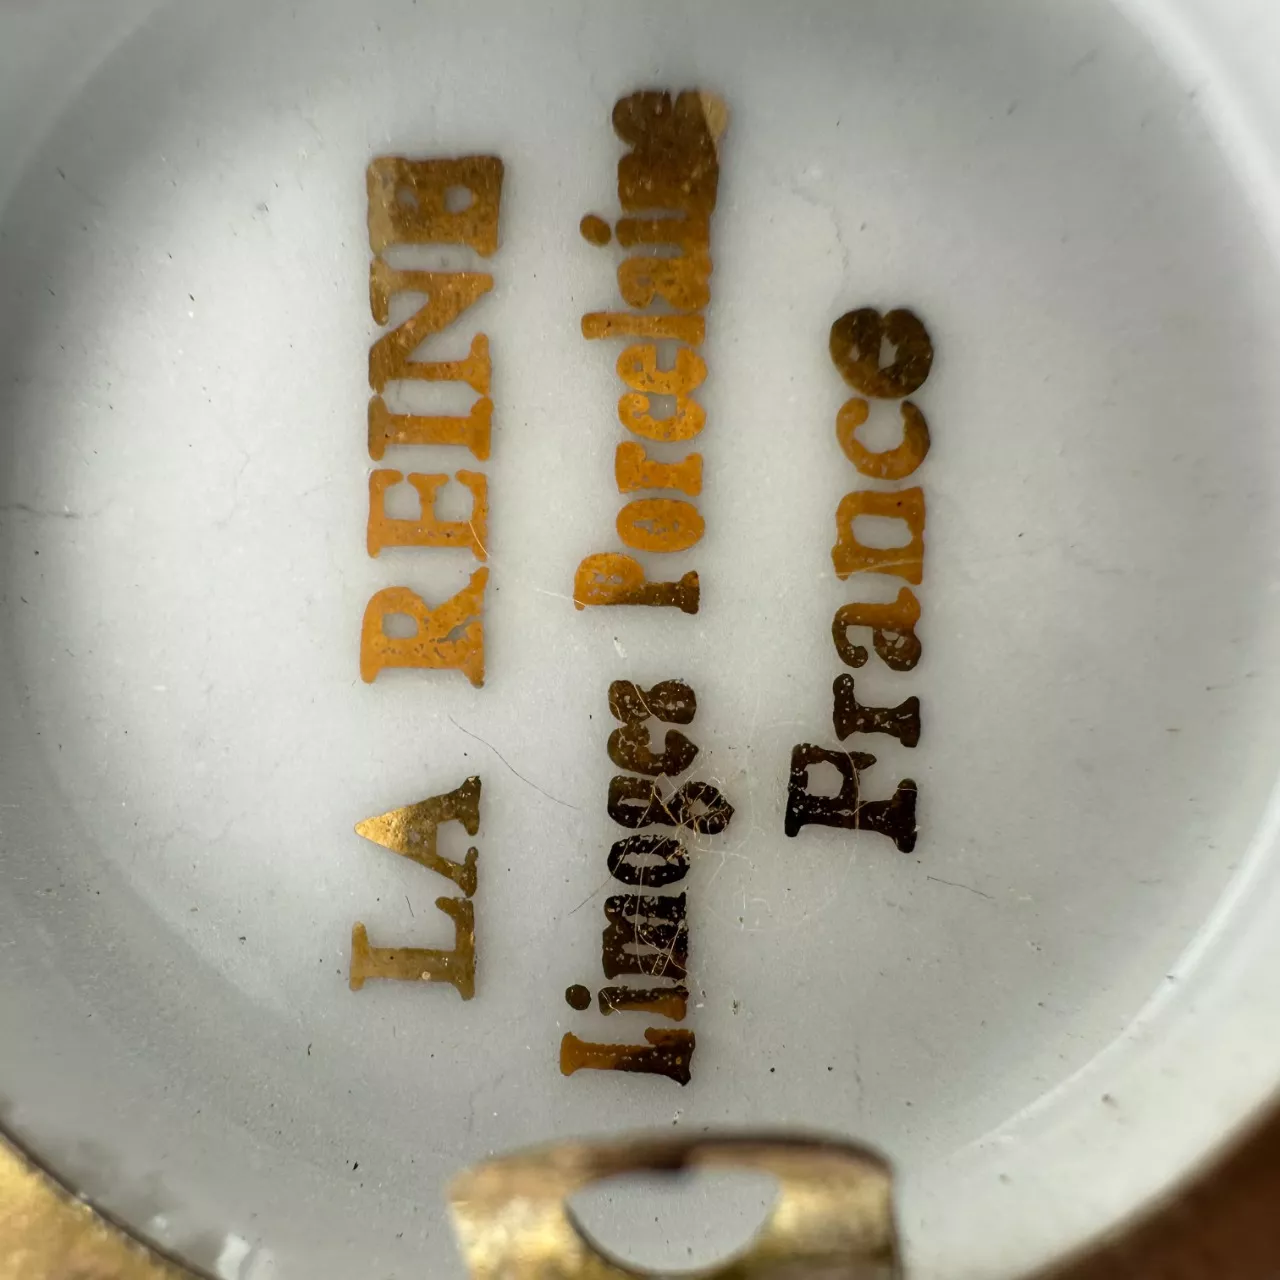 LA REINE
Limoges Porcelaine
France